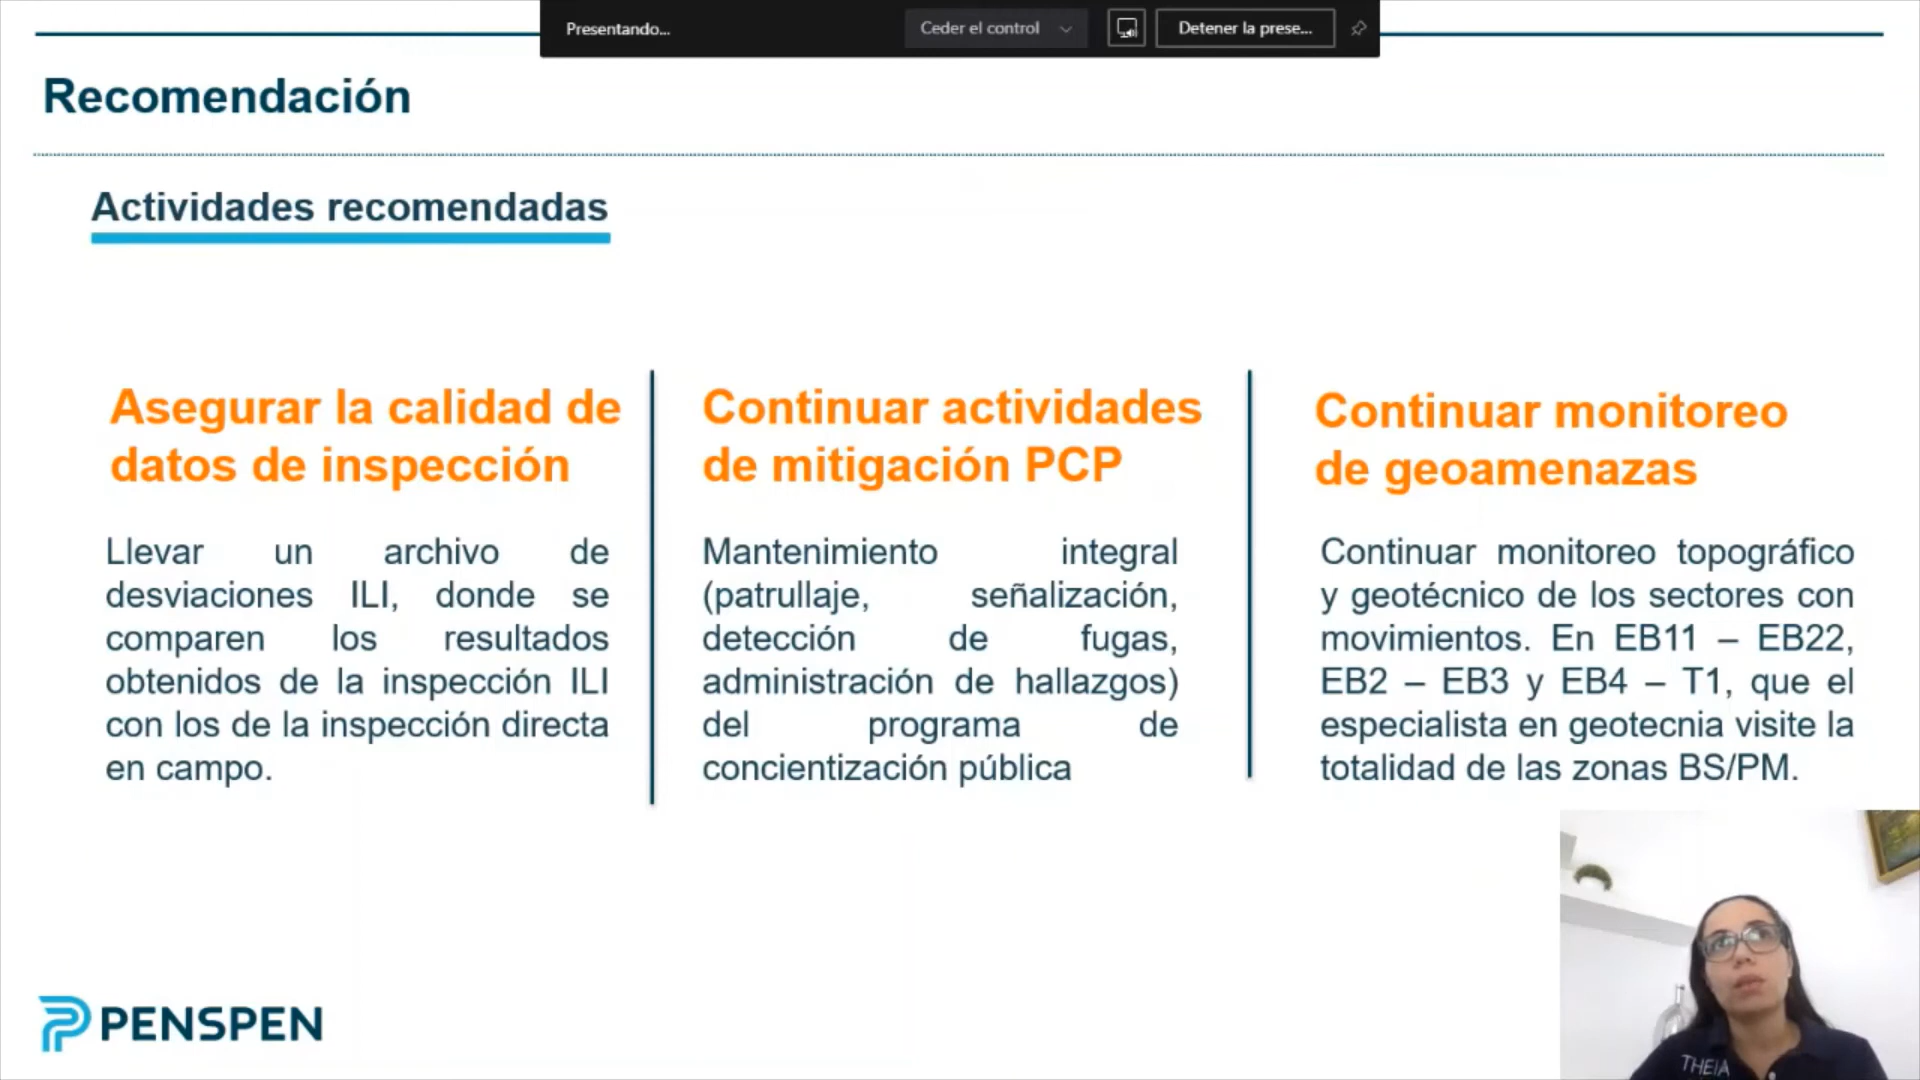 Presentando...
Ceder el control
Detener la prese...
Recomendación
Actividades recomendadas
Asegurar la calidad de
datos de inspección
Llevar un archivo de
desviaciones ILI, donde se
comparen los resultados
obtenidos de la inspección ILI
con los de la inspección directa
en campo.
Continuar actividades
de mitigación PCP
Mantenimiento integral
(patrullaje, señalización,
detección de fugas,
administración de hallazgos)
del programa de
concientización pública
Continuar monitoreo
de geoamenazas
Continuar monitoreo topográfico
y geotécnico de los sectores con
movimientos. En EB11 – EB22,
EB2 – EB3 y EB4 – T1, que el
especialista en geotecnia visite la
totalidad de las zonas BS/PM.
PENSPEN
THEIA